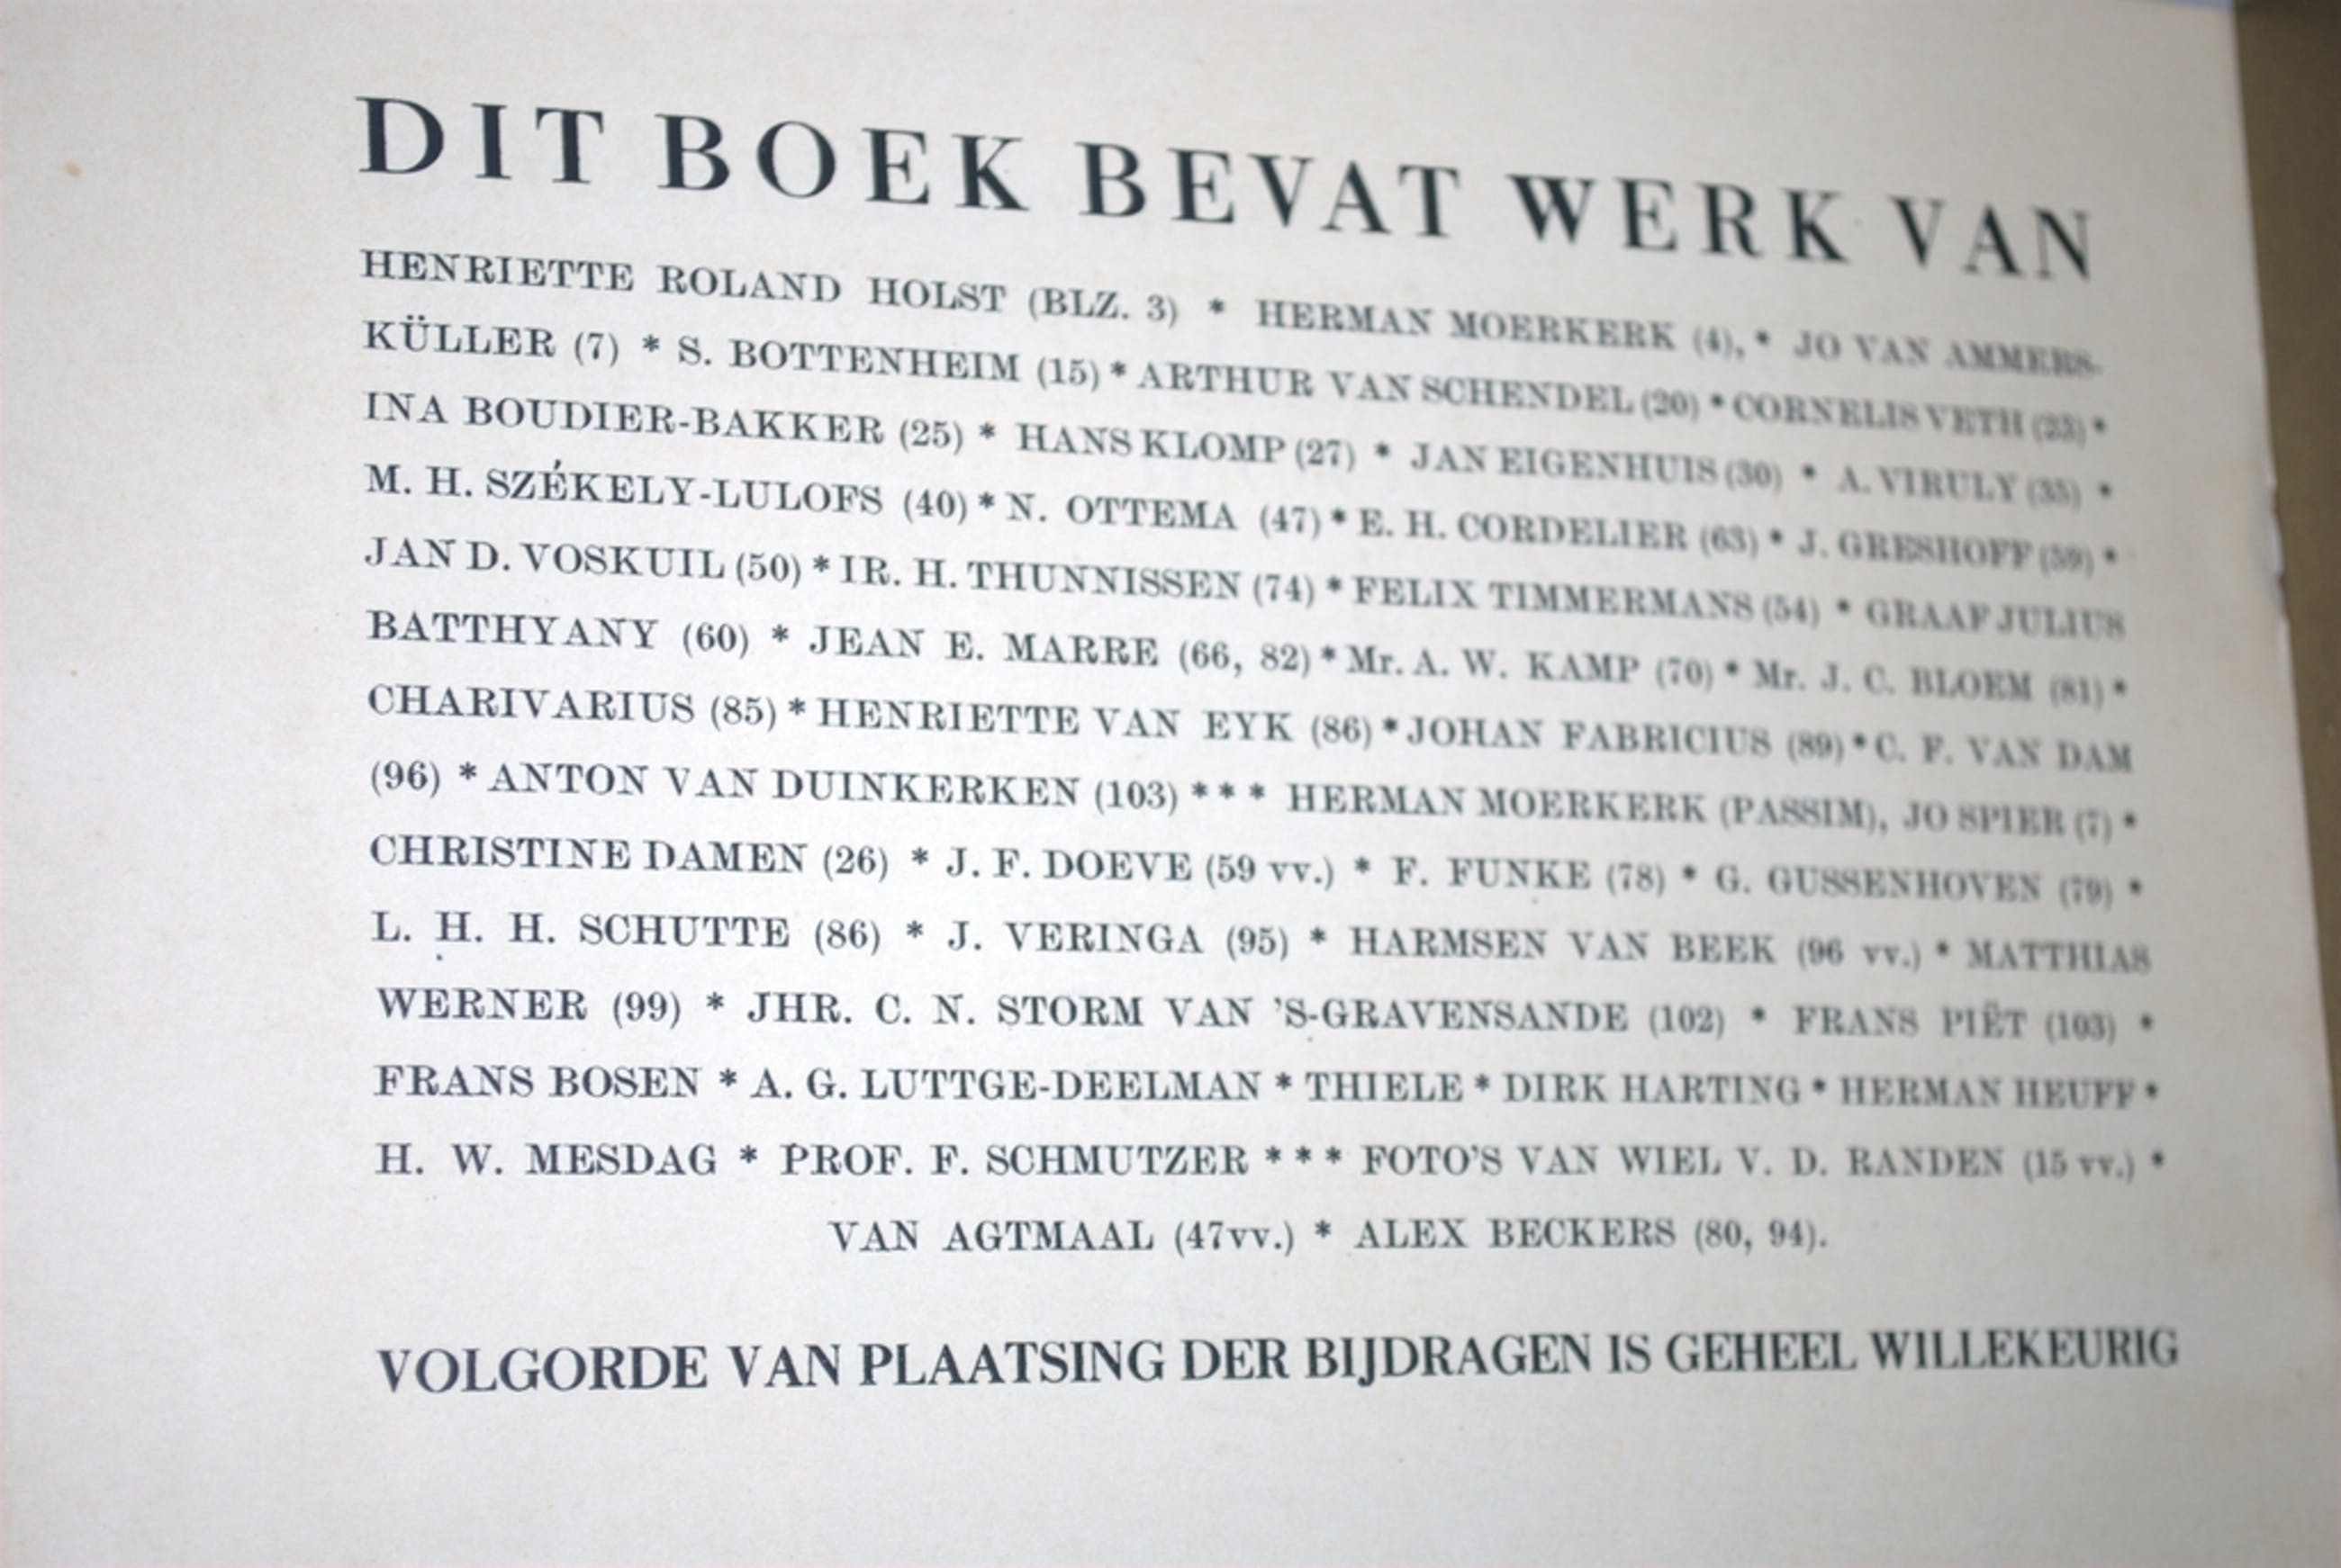 DIT BOEK BEVAT WERK VAN
HENRIETTE ROLAND HOLST (BLZ. 3) * HERMAN MOERKERK (4), * JO VAN AMMERS-
KÜLLER (7) * S. BOTTENHEIM (15) * ARTHUR VAN SCHENDEL (20) * CORNELIS VETH (23) *
INA BOUDIER-BAKKER (25) * HANS KLOMP (27) * JAN EIGENHUIS (30) * A. VIRULY (35) *
M. H. SZÉKELY-LULOFS (40) * N. OTTEMA (47) * E. H. CORDELIER (63) * J. GRESHOFF (59) *
JAN D. VOSKUIL (50) * IR. H. THUNNISSEN (74) * FELIX TIMMERMANS (54) * GRAAF JULIUS
BATTHYANY (60) * JEAN E. MARRE (66, 82) * Mr. A. W. KAMP (70) * Mr. J. C. BLOEM (81) *
CHARIVARIUS (85) * HENRIETTE VAN EYK (86) * JOHAN FABRICIUS (89) * C. F. VAN DAM
(96) * ANTON VAN DUINKERKEN (103) * * * HERMAN MOERKERK (PASSIM), JO SPIER (7) *
CHRISTINE DAMEN (26) * J. F. DOEVE (59 vv.) * F. FUNKE (78) * G. GUSSENHOVEN (79) *
L. H. H. SCHUTTE (86) * J. VERINGA (95) * HARMSEN VAN BEEK (96 vv.) * MATTHIAS
WERNER (99) * JHR. C. N. STORM VAN 'S-GRAVENSANDE (102) * FRANS PIËT (103) *
FRANS BOSEN * A. G. LUTTGE-DEELMAN * THIELE * DIRK HARTING * HERMAN HEUFF *
H. W. MESDAG * PROF. F. SCHMUTZER * * * FOTO'S VAN WIEL V. D. RANDEN (15 vv.) *
VAN AGTMAAL (47vv.) * ALEX BECKERS (80, 94).
VOLGORDE VAN PLAATSING DER BIJDRAGEN IS GEHEEL WILLEKEURIG